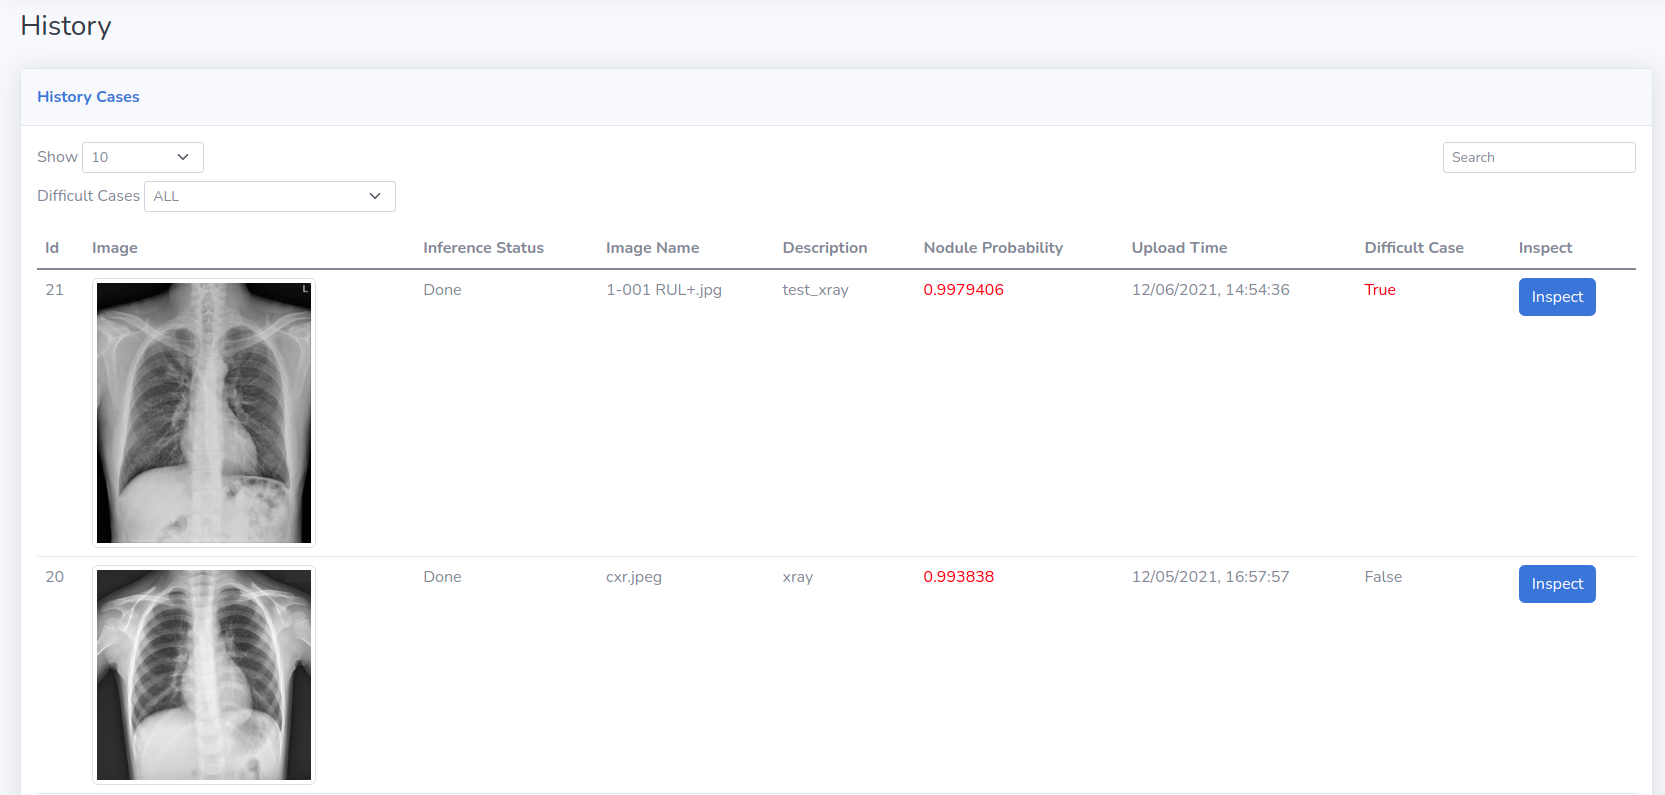 History
History Cases
Show 10
Search
Difficult Cases ALL
Id Image Inference Status Image Name Description Nodule Probability Upload Time Difficult Case Inspect
21 Done 1-001 RUL+.jpg test_xray 0.9979406 12/06/2021, 14:54:36 True Inspect
L
20 Done cxr.jpeg xray 0.993838 12/05/2021, 16:57:57 False Inspect